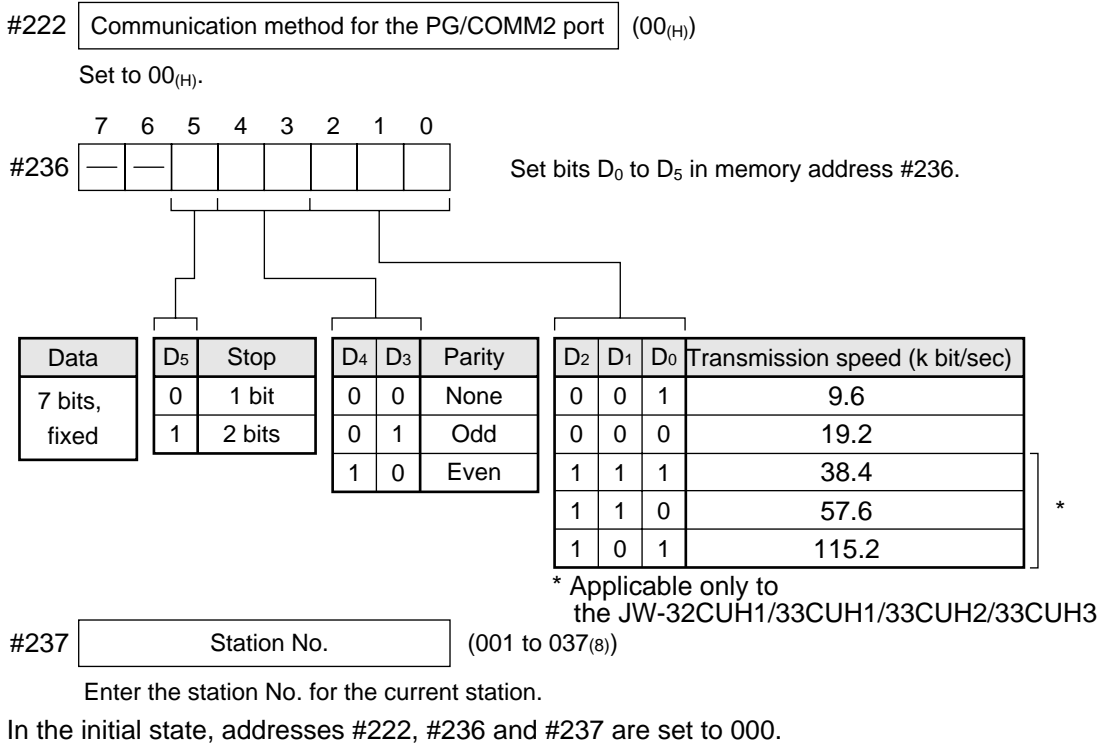 #222 Communication method for the PG/COMM2 port (00(H))
Set to 00(H).
7 6 5 4 3 2 1 0
#236 — — Set bits D0 to D5 in memory address #236.
Data
7 bits,
fixed
D5 Stop
0 1 bit
1 2 bits
D4 D3 Parity
0 0 None
0 1 Odd
1 0 Even
D2 D1 D0 Transmission speed (k bit/sec)
0 0 1 9.6
0 0 0 19.2
1 1 1 38.4
1 1 0 57.6
1 0 1 115.2
*
* Applicable only to
the JW-32CUH1/33CUH1/33CUH2/33CUH3
#237 Station No. (001 to 037(8))
Enter the station No. for the current station.
In the initial state, addresses #222, #236 and #237 are set to 000.